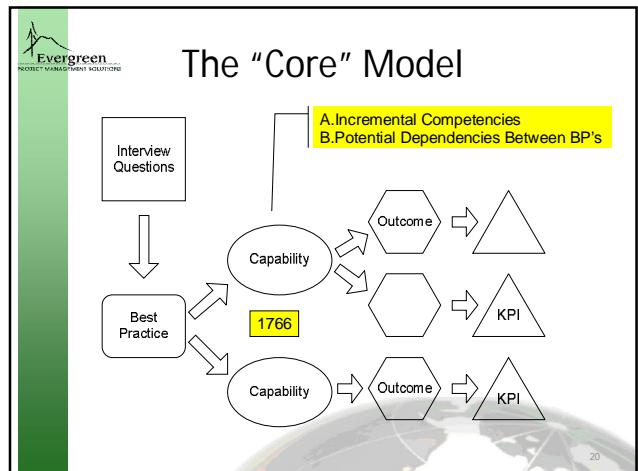 Evergreen
PROJECT MANAGEMENT SOLUTIONS
The "Core" Model
A.Incremental Competencies
B.Potential Dependencies Between BP's
Interview
Questions
Outcome
Capability
Best
Practice
1766
KPI
Capability
Outcome
KPI
20